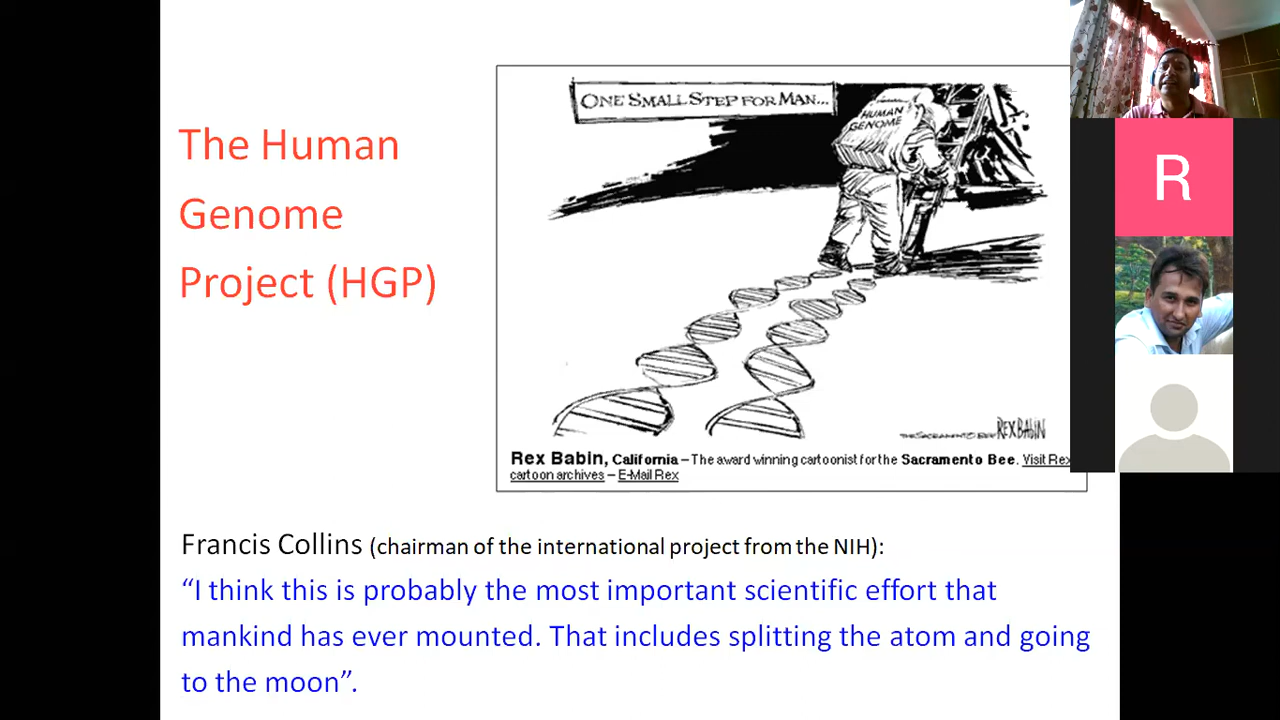 The Human
Genome
Project (HGP)
ONE SMALL STEP FOR MAN...
HUMAN
GENOME
THE SACRAMENTO BEE REX BABIN
Rex Babin, California – The award winning cartoonist for the Sacramento Bee. Visit Rex
cartoon archives – E-Mail Rex
R
Francis Collins (chairman of the international project from the NIH):
“I think this is probably the most important scientific effort that
mankind has ever mounted. That includes splitting the atom and going
to the moon”.